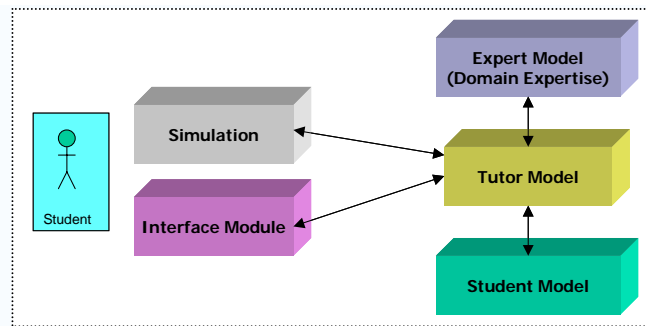 Expert Model
(Domain Expertise)
Simulation
Tutor Model
Student
Interface Module
Student Model